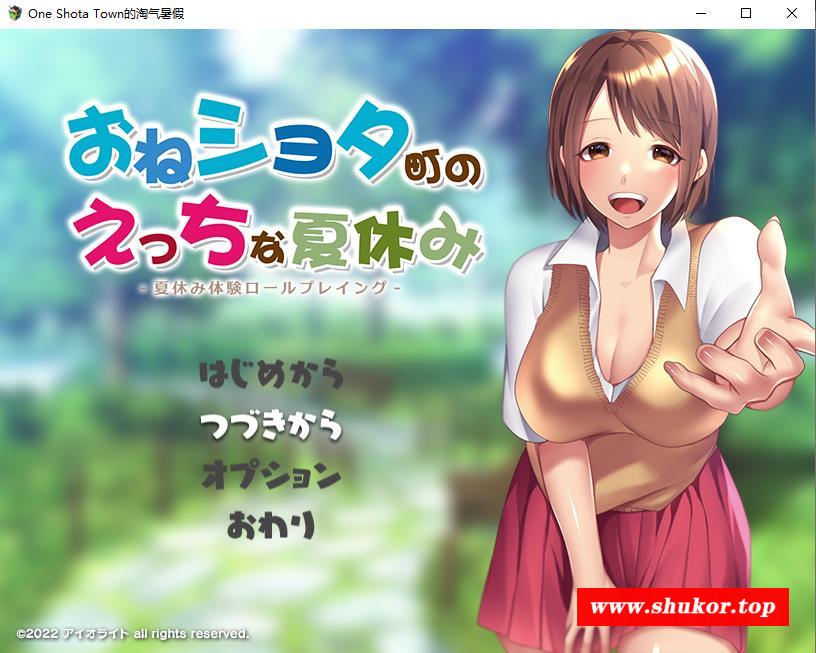 One Shota Town的淘气暑假
おねショタ町の
えっちな夏休み
-夏休み体験ロールプレイング-
はじめから
つづきから
オプション
おわり
www.shukor.top
©2022 アイオライト all rights reserved.